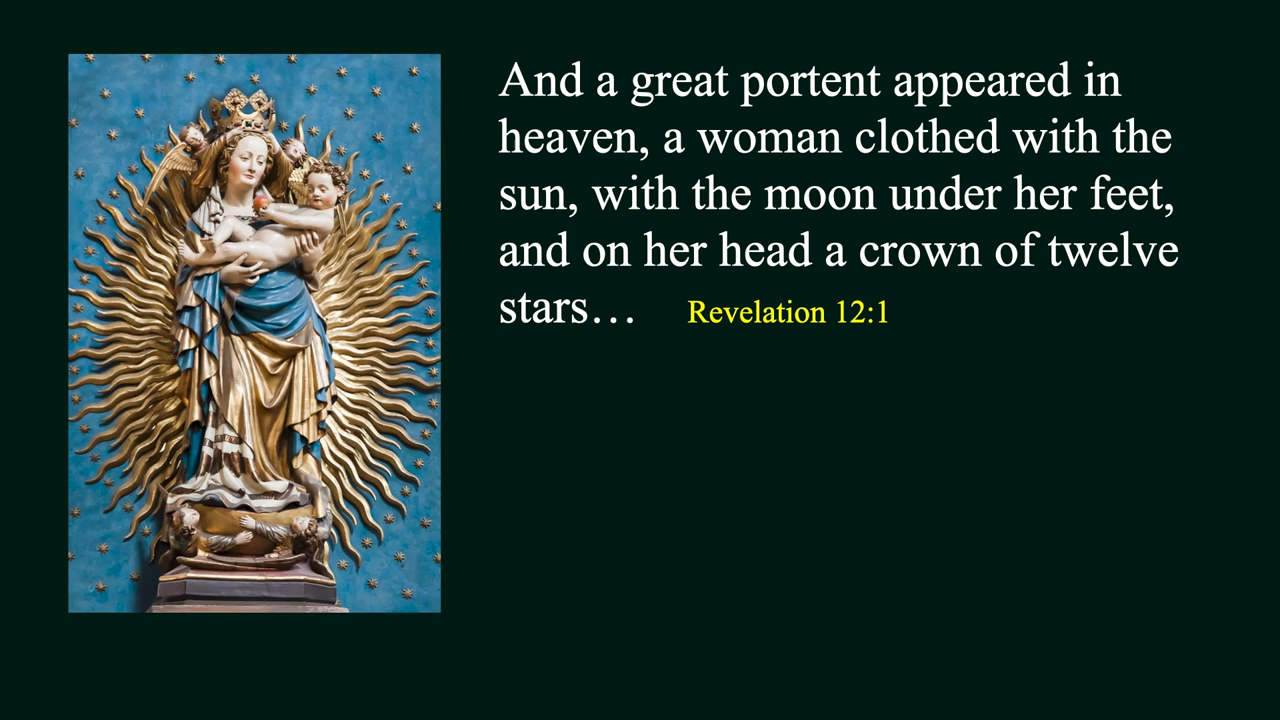 And a great portent appeared in
heaven, a woman clothed with the
sun, with the moon under her feet,
and on her head a crown of twelve
stars… Revelation 12:1